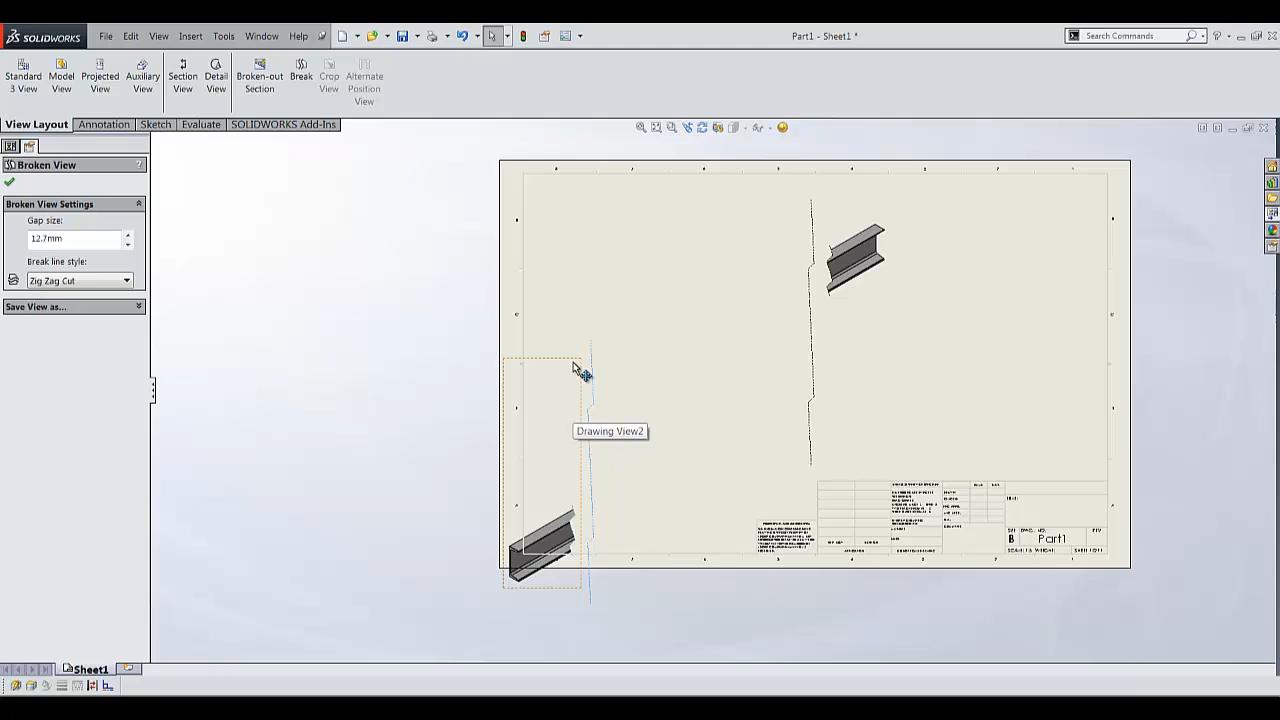 SOLIDWORKS File Edit View Insert Tools Window Help Part1 - Sheet1 * Search Commands ?
Standard 3 View Model View Projected View Auxiliary View Section View Detail View Broken-out Section Break Crop View Alternate Position View
View Layout Annotation Sketch Evaluate SOLIDWORKS Add-Ins
Broken View ?
Broken View Settings
Gap size:
12.7mm
Break line style:
Zig Zag Cut
Save View as...
Drawing View2
B Part1
Sheet1